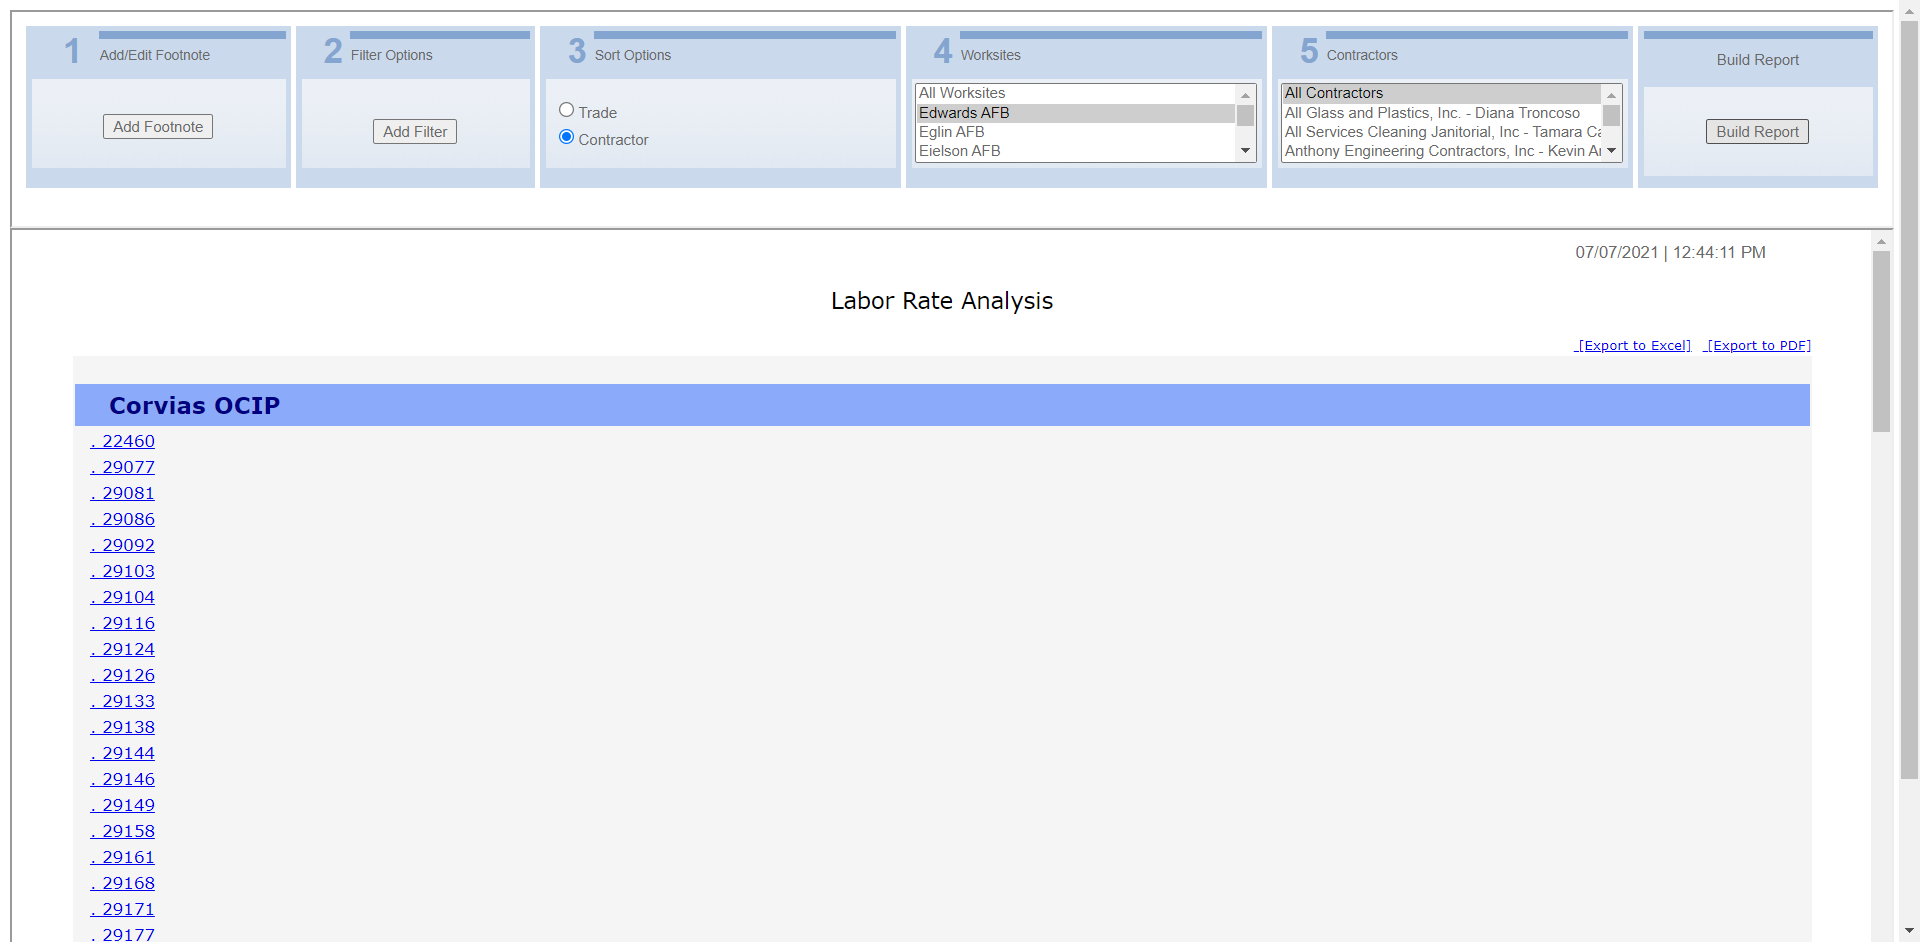 1 Add/Edit Footnote
Add Footnote
2 Filter Options
Add Filter
3 Sort Options
Trade
Contractor
4 Worksites
All Worksites
Edwards AFB
Eglin AFB
Eielson AFB
5 Contractors
All Contractors
All Glass and Plastics, Inc. - Diana Troncoso
All Services Cleaning Janitorial, Inc - Tamara Ca
Anthony Engineering Contractors, Inc - Kevin Ar
Build Report
Build Report
07/07/2021 | 12:44:11 PM
Labor Rate Analysis
[Export to Excel] [Export to PDF]
Corvias OCIP
. 22460
. 29077
. 29081
. 29086
. 29092
. 29103
. 29104
. 29116
. 29124
. 29126
. 29133
. 29138
. 29144
. 29146
. 29149
. 29158
. 29161
. 29168
. 29171
. 29177